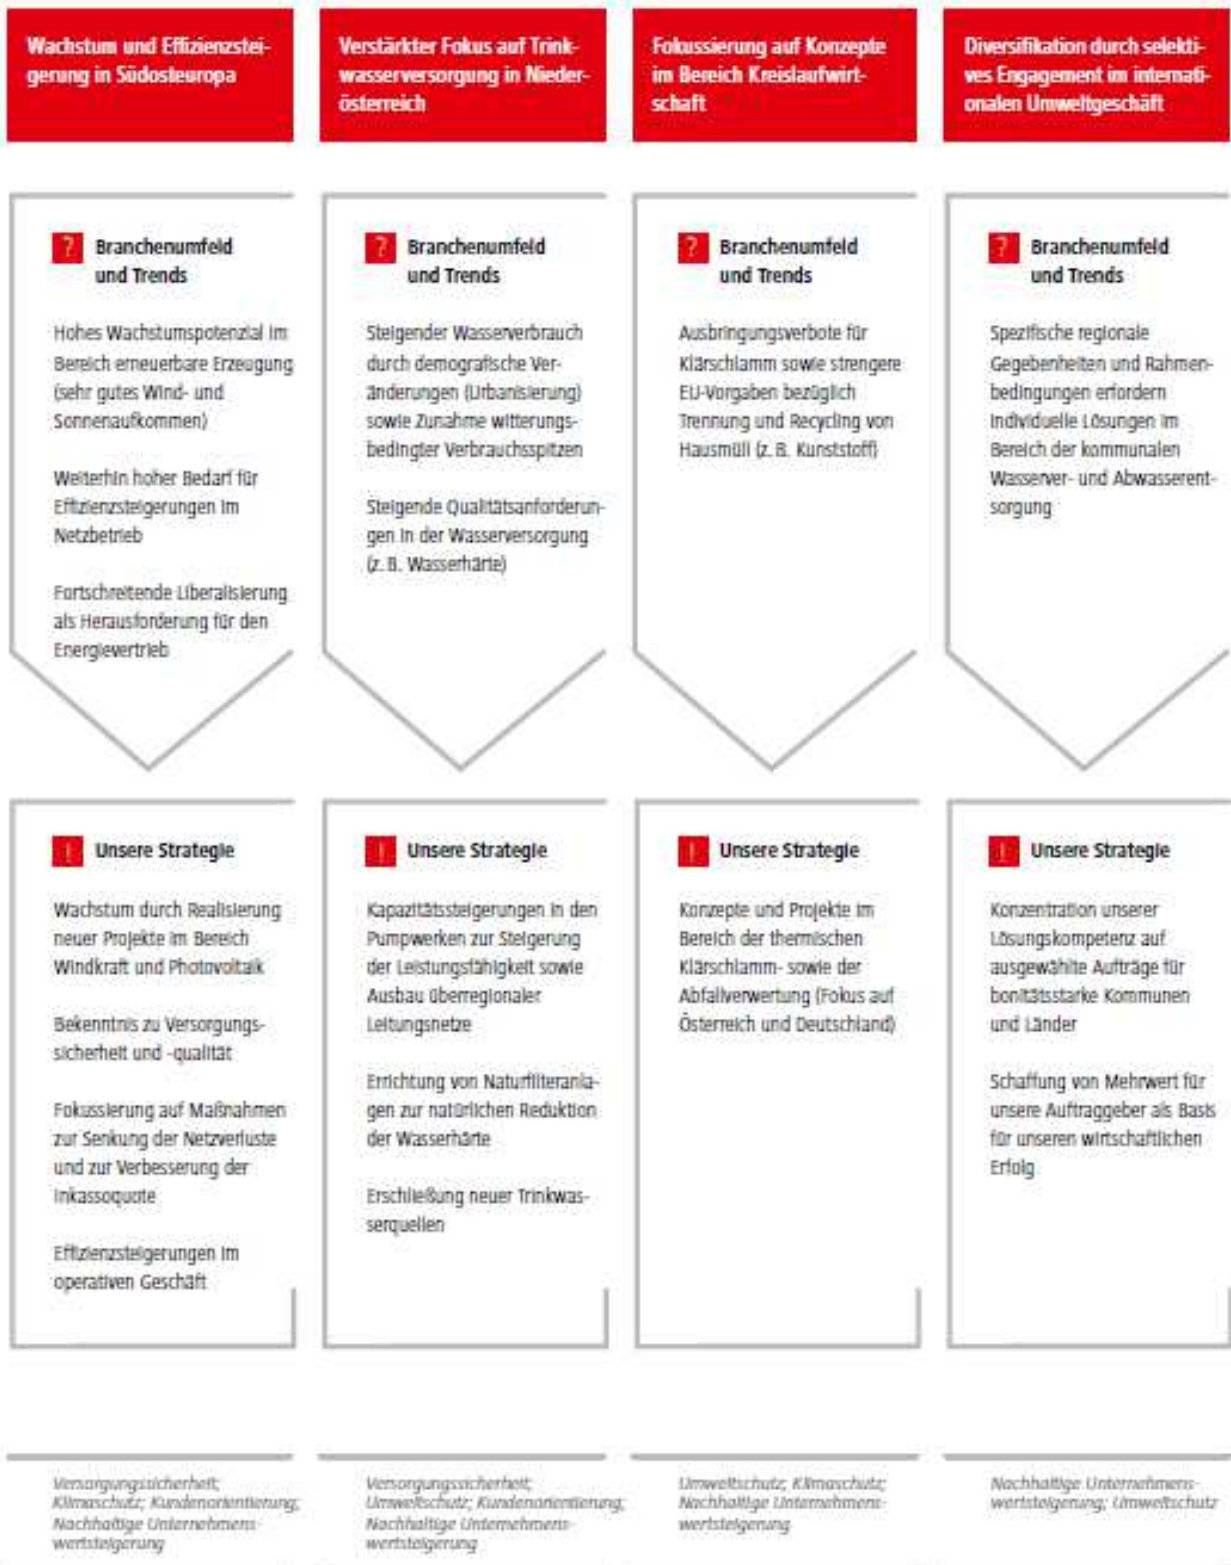 Wachstum und Effizienzstei-
gerung in Südosteuropa
Verstärkter Fokus auf Trink-
wasserversorgung in Nieder-
österreich
Fokussierung auf Konzepte
im Bereich Kreislaufwirt-
schaft
Diversifikation durch selekti-
ves Engagement im internati-
onalen Umweltgeschäft
? Branchenumfeld
und Trends
Hohes Wachstumspotenzial im
Bereich erneuerbare Erzeugung
(sehr gutes Wind- und
Sonnenaufkommen)
Weiterhin hoher Bedarf für
Effizienzsteigerungen im
Netzbetrieb
Fortschreitende Liberalisierung
als Herausforderung für den
Energievertrieb
? Branchenumfeld
und Trends
Steigender Wasserverbrauch
durch demografische Ver-
änderungen (Urbanisierung)
sowie Zunahme witterungs-
bedingter Verbrauchsspitzen
Steigende Qualitätsanforderun-
gen in der Wasserversorgung
(z. B. Wasserhärte)
? Branchenumfeld
und Trends
Ausbringungsverbote für
Klärschlamm sowie strengere
EU-Vorgaben bezüglich
Trennung und Recycling von
Hausmüll (z. B. Kunststoff)
? Branchenumfeld
und Trends
Spezifische regionale
Gegebenheiten und Rahmen-
bedingungen erfordern
individuelle Lösungen im
Bereich der kommunalen
Wasserver- und Abwasserent-
sorgung
! Unsere Strategie
Wachstum durch Realisierung
neuer Projekte im Bereich
Windkraft und Photovoltaik
Bekenntnis zu Versorgungs-
sicherheit und -qualität
Fokussierung auf Maßnahmen
zur Senkung der Netzverluste
und zur Verbesserung der
Inkassoquote
Effizienzsteigerungen im
operativen Geschäft
! Unsere Strategie
Kapazitätssteigerungen in den
Pumpwerken zur Steigerung
der Leistungsfähigkeit sowie
Ausbau überregionaler
Leitungsnetze
Errichtung von Naturfilteranla-
gen zur natürlichen Reduktion
der Wasserhärte
Erschließung neuer Trinkwas-
serquellen
! Unsere Strategie
Konzepte und Projekte im
Bereich der thermischen
Klärschlamm- sowie der
Abfallverwertung (Fokus auf
Österreich und Deutschland)
! Unsere Strategie
Konzentration unserer
Lösungskompetenz auf
ausgewählte Aufträge für
bonitätsstarke Kommunen
und Länder
Schaffung von Mehrwert für
unsere Auftraggeber als Basis
für unseren wirtschaftlichen
Erfolg
Versorgungssicherheit;
Klimaschutz; Kundenorientierung;
Nachhaltige Unternehmens-
wertsteigerung
Versorgungssicherheit;
Umweltschutz; Kundenorientierung;
Nachhaltige Unternehmens-
wertsteigerung
Umweltschutz; Klimaschutz;
Nachhaltige Unternehmens-
wertsteigerung
Nachhaltige Unternehmens-
wertsteigerung; Umweltschutz